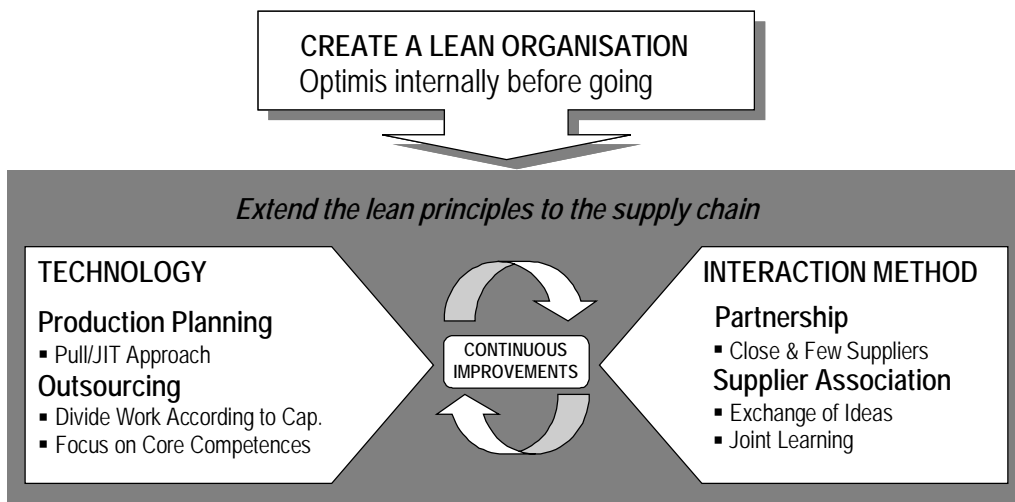 CREATE A LEAN ORGANISATION
Optimis internally before going
Extend the lean principles to the supply chain
TECHNOLOGY
Production Planning
▪ Pull/JIT Approach
Outsourcing
▪ Divide Work According to Cap.
▪ Focus on Core Competences
CONTINUOUS
IMPROVEMENTS
INTERACTION METHOD
Partnership
▪ Close & Few Suppliers
Supplier Association
▪ Exchange of Ideas
▪ Joint Learning